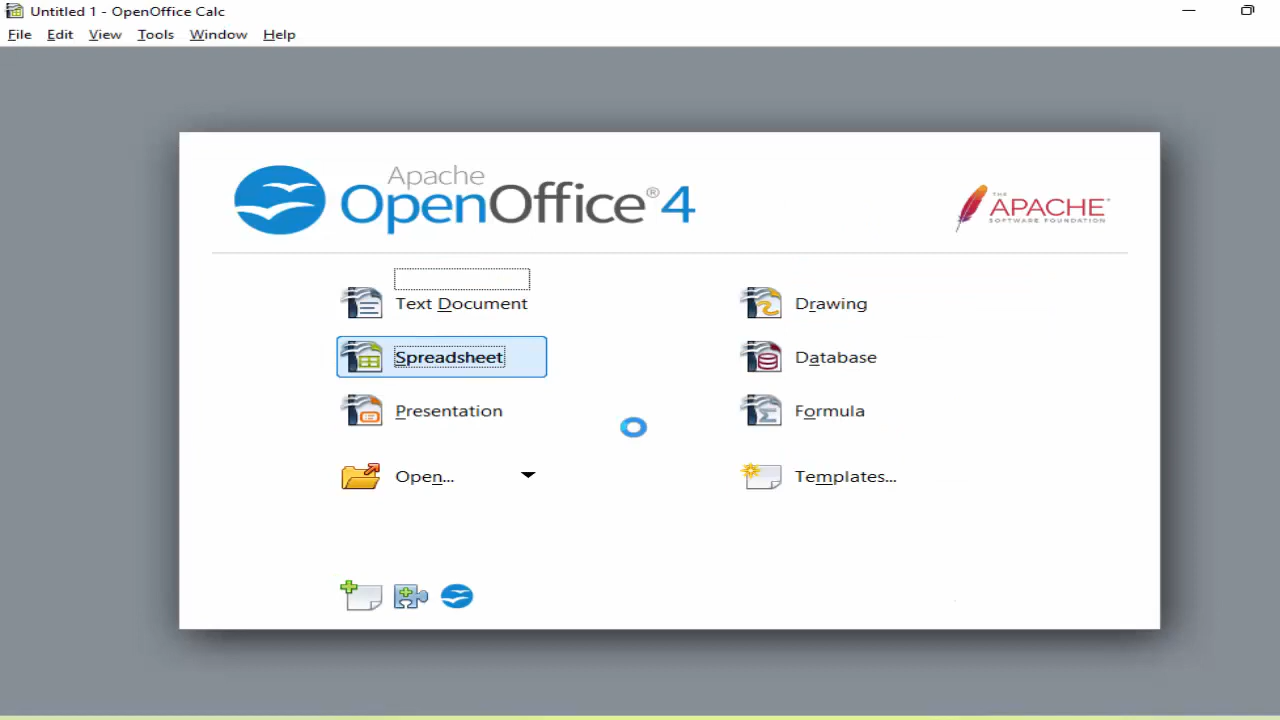 Untitled 1 - OpenOffice Calc
File Edit View Tools Window Help
Apache
OpenOffice® 4
THE
APACHE
SOFTWARE FOUNDATION
Text Document
Drawing
Spreadsheet
Database
Presentation
Formula
Open...
Templates...